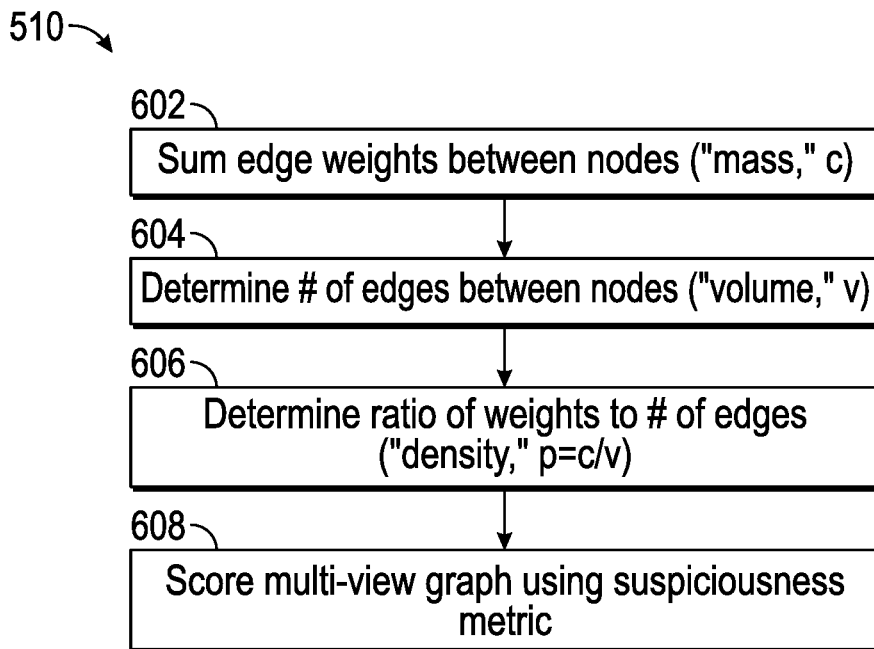 510
602
Sum edge weights between nodes ("mass," c)
604
Determine # of edges between nodes ("volume," v)
606
Determine ratio of weights to # of edges
("density," p=c/v)
608
Score multi-view graph using suspiciousness
metric